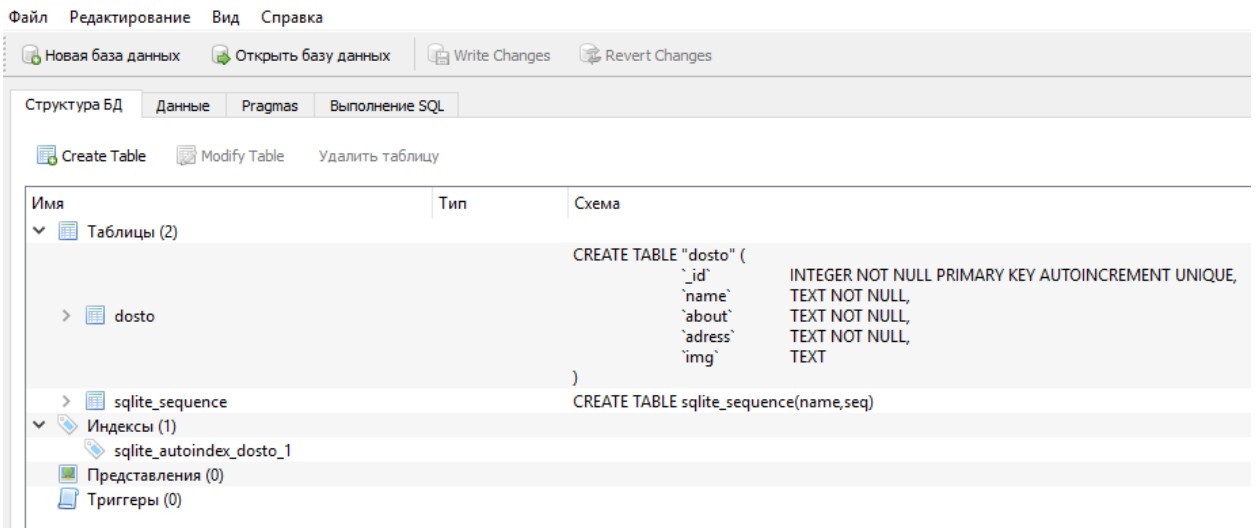 Файл Редактирование Вид Справка
Новая база данных Открыть базу данных Write Changes Revert Changes
Структура БД Данные Pragmas Выполнение SQL
Create Table Modify Table Удалить таблицу
Имя Тип Схема
Таблицы (2)
CREATE TABLE "dosto" (
`_id` INTEGER NOT NULL PRIMARY KEY AUTOINCREMENT UNIQUE,
`name` TEXT NOT NULL,
dosto `about` TEXT NOT NULL,
`adress` TEXT NOT NULL,
`img` TEXT
)
sqlite_sequence CREATE TABLE sqlite_sequence(name,seq)
Индексы (1)
sqlite_autoindex_dosto_1
Представления (0)
Триггеры (0)